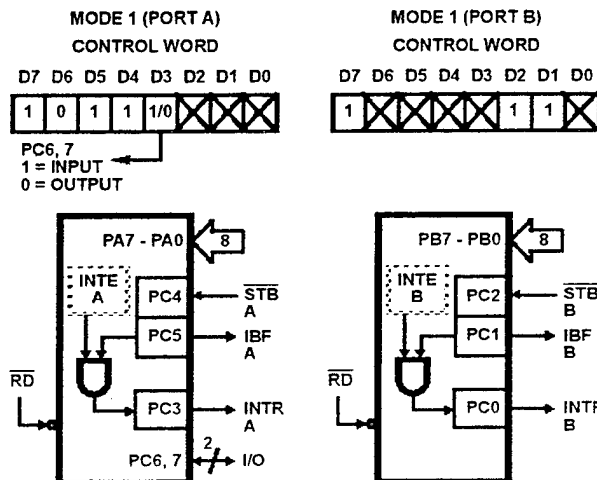 MODE 1 (PORT A)
CONTROL WORD
D7 D6 D5 D4 D3 D2 D1 D0
1 0 1 1 1/0
PC6, 7
1 = INPUT
0 = OUTPUT
PA7 - PA0
8
INTE
A
PC4
STB
A
PC5
IBF
A
RD
PC3
INTR
A
PC6, 7
2
I/O
MODE 1 (PORT B)
CONTROL WORD
D7 D6 D5 D4 D3 D2 D1 D0
1 1 1
PB7 - PB0
8
INTE
B
PC2
STB
B
PC1
IBF
B
RD
PC0
INTR
B